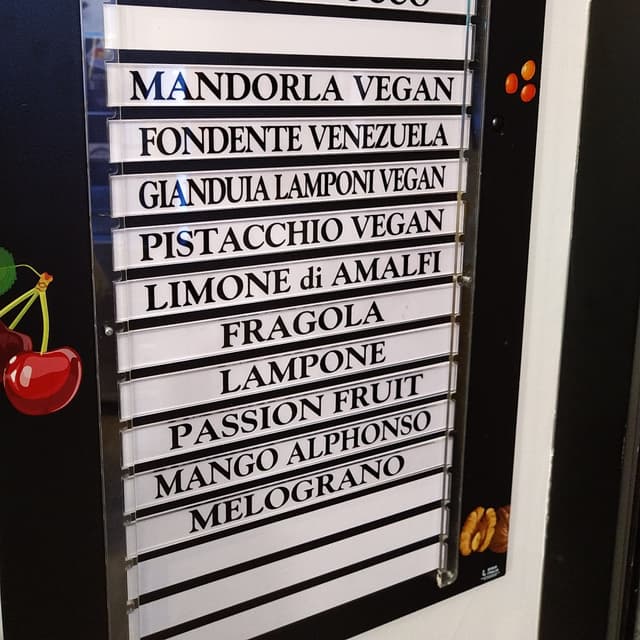 MANDORLA VEGAN
FONDENTE VENEZUELA
GIANDUIA LAMPONI VEGAN
PISTACCHIO VEGAN
LIMONE di AMALFI
FRAGOLA
LAMPONE
PASSION FRUIT
MANGO ALPHONSO
MELOGRANO